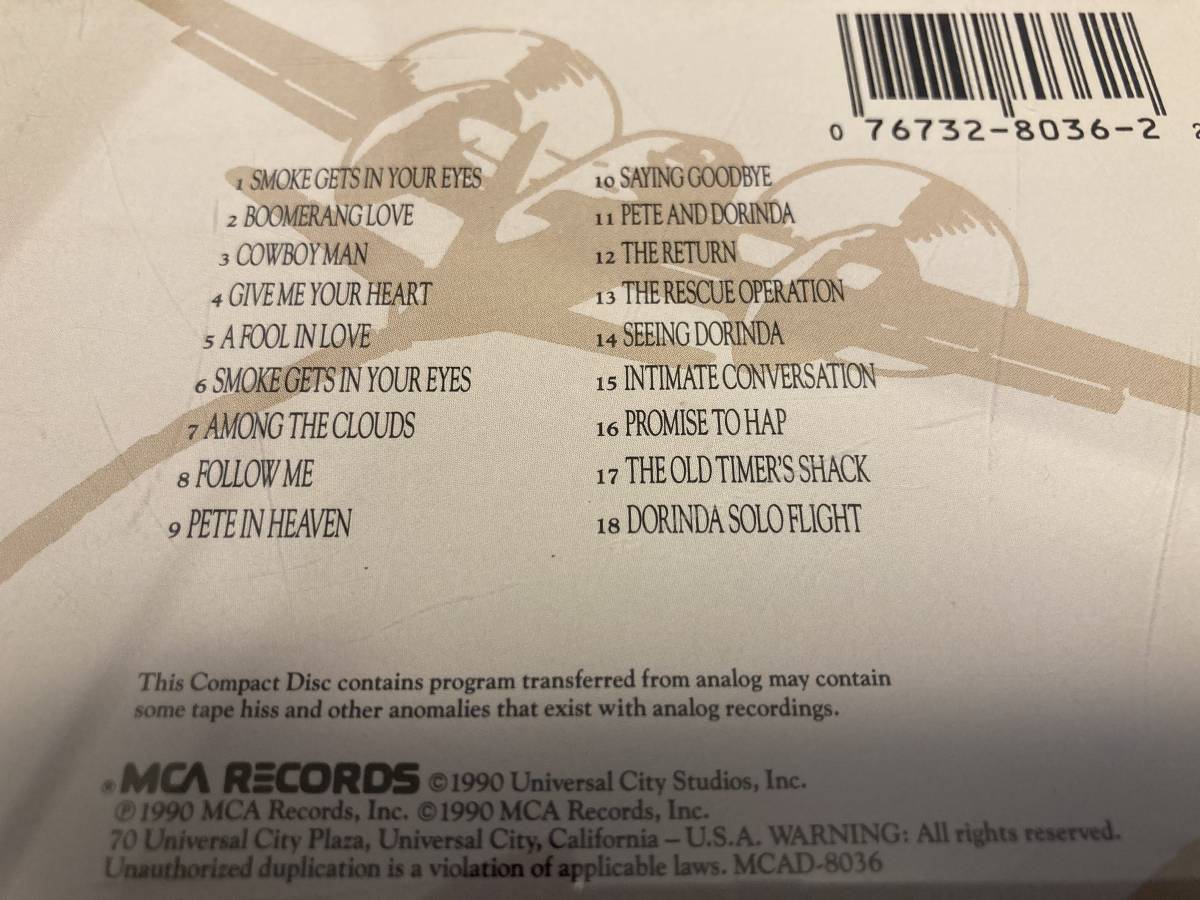 0 76732-8036-2 2
1 SMOKE GETS IN YOUR EYES
2 BOOMERANG LOVE
3 COWBOY MAN
4 GIVE ME YOUR HEART
5 A FOOL IN LOVE
6 SMOKE GETS IN YOUR EYES
7 AMONG THE CLOUDS
8 FOLLOW ME
9 PETE IN HEAVEN
10 SAYING GOODBYE
11 PETE AND DORINDA
12 THE RETURN
13 THE RESCUE OPERATION
14 SEEING DORINDA
15 INTIMATE CONVERSATION
16 PROMISE TO HAP
17 THE OLD TIMER'S SHACK
18 DORINDA SOLO FLIGHT
This Compact Disc contains program transferred from analog may contain
some tape hiss and other anomalies that exist with analog recordings.
® MCA RECORDS ©1990 Universal City Studios, Inc.
℗1990 MCA Records, Inc. ©1990 MCA Records, Inc.
70 Universal City Plaza, Universal City, California – U.S.A. WARNING: All rights reserved.
Unauthorized duplication is a violation of applicable laws. MCAD-8036